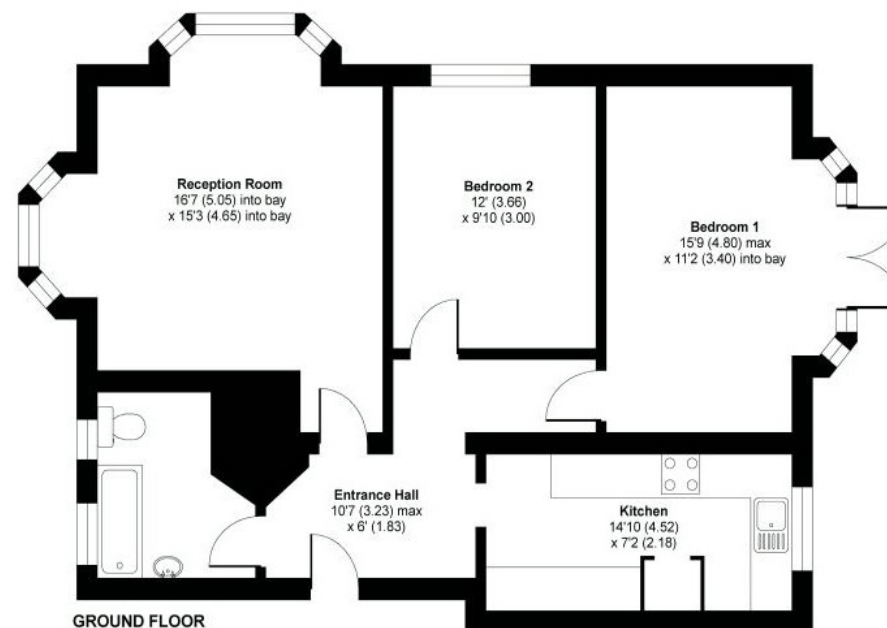 Reception Room
16'7 (5.05) into bay
x 15'3 (4.65) into bay
Bedroom 2
12' (3.66)
x 9'10 (3.00)
Bedroom 1
15'9 (4.80) max
x 11'2 (3.40) into bay
Entrance Hall
10'7 (3.23) max
x 6' (1.83)
Kitchen
14'10 (4.52)
x 7'2 (2.18)
GROUND FLOOR